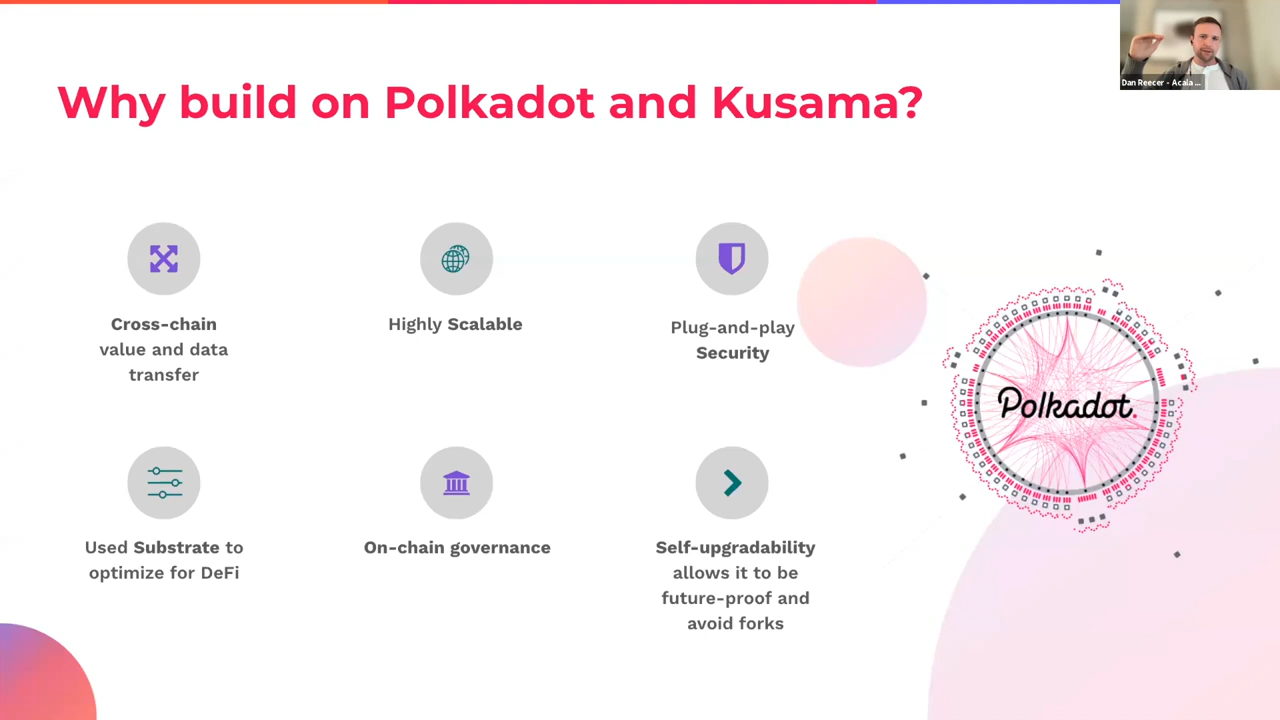 Dan Reecer - Acala ...
Why build on Polkadot and Kusama?
Cross-chain
value and data
transfer
Highly Scalable
Plug-and-play
Security
Polkadot.
Used Substrate to
optimize for DeFi
On-chain governance
Self-upgradability
allows it to be
future-proof and
avoid forks